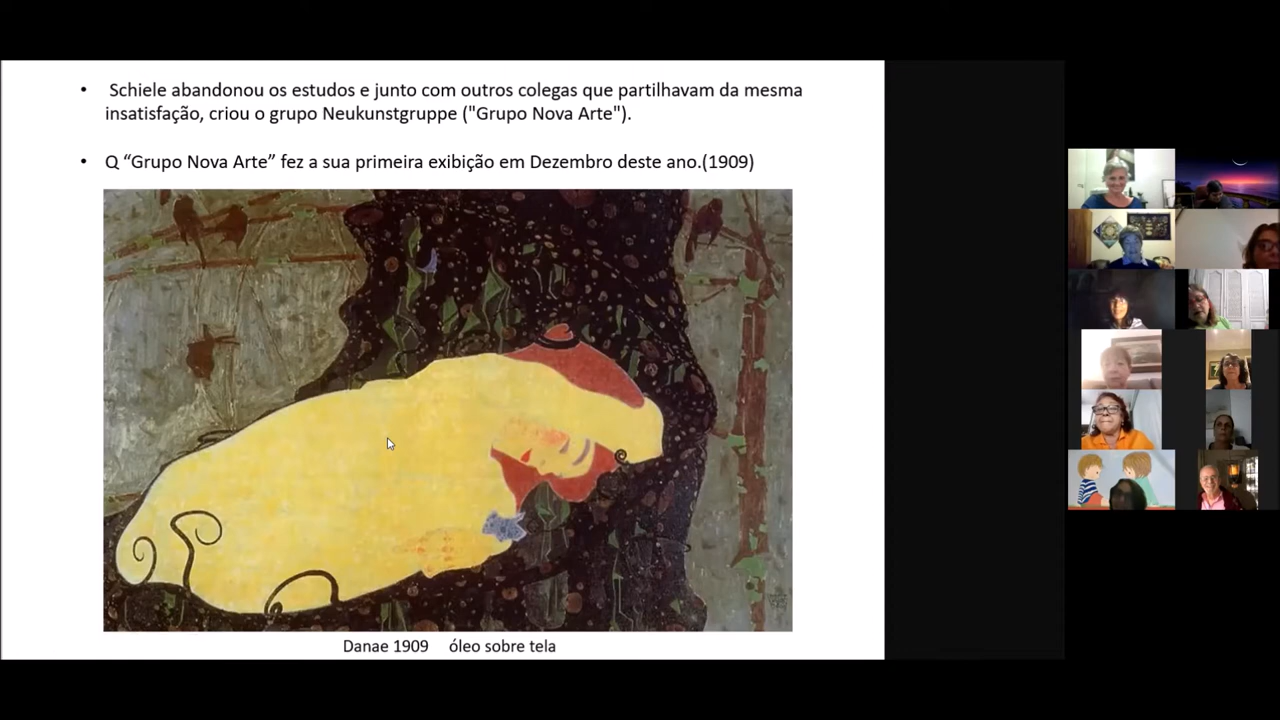 • Schiele abandonou os estudos e junto com outros colegas que partilhavam da mesma
insatisfação, criou o grupo Neukunstgruppe ("Grupo Nova Arte").
• Q “Grupo Nova Arte” fez a sua primeira exibição em Dezembro deste ano.(1909)
Danae 1909 óleo sobre tela